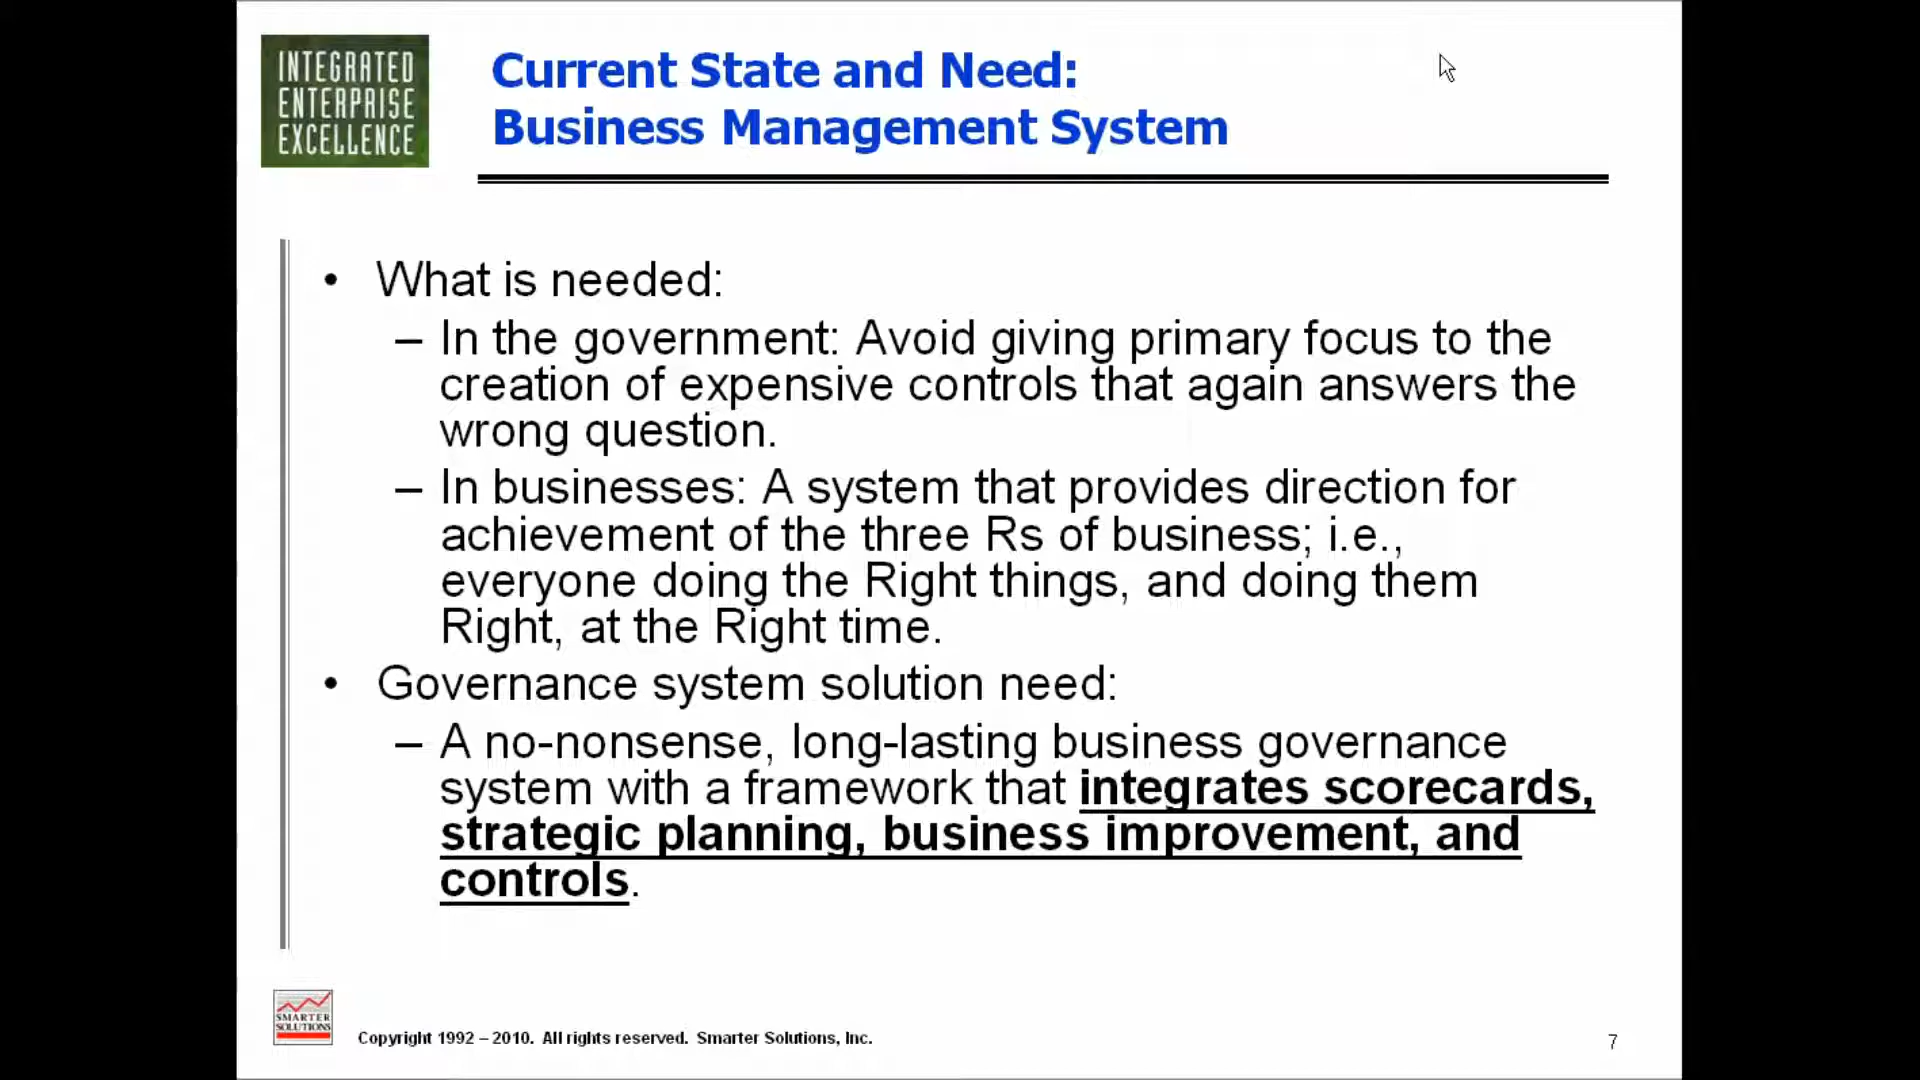 INTEGRATED
ENTERPRISE
EXCELLENCE
Current State and Need:
Business Management System
• What is needed:
– In the government: Avoid giving primary focus to the
creation of expensive controls that again answers the
wrong question.
– In businesses: A system that provides direction for
achievement of the three Rs of business; i.e.,
everyone doing the Right things, and doing them
Right, at the Right time.
• Governance system solution need:
– A no-nonsense, long-lasting business governance
system with a framework that integrates scorecards,
strategic planning, business improvement, and
controls.
SMARTER
SOLUTIONS
Copyright 1992 – 2010. All rights reserved. Smarter Solutions, Inc.
7